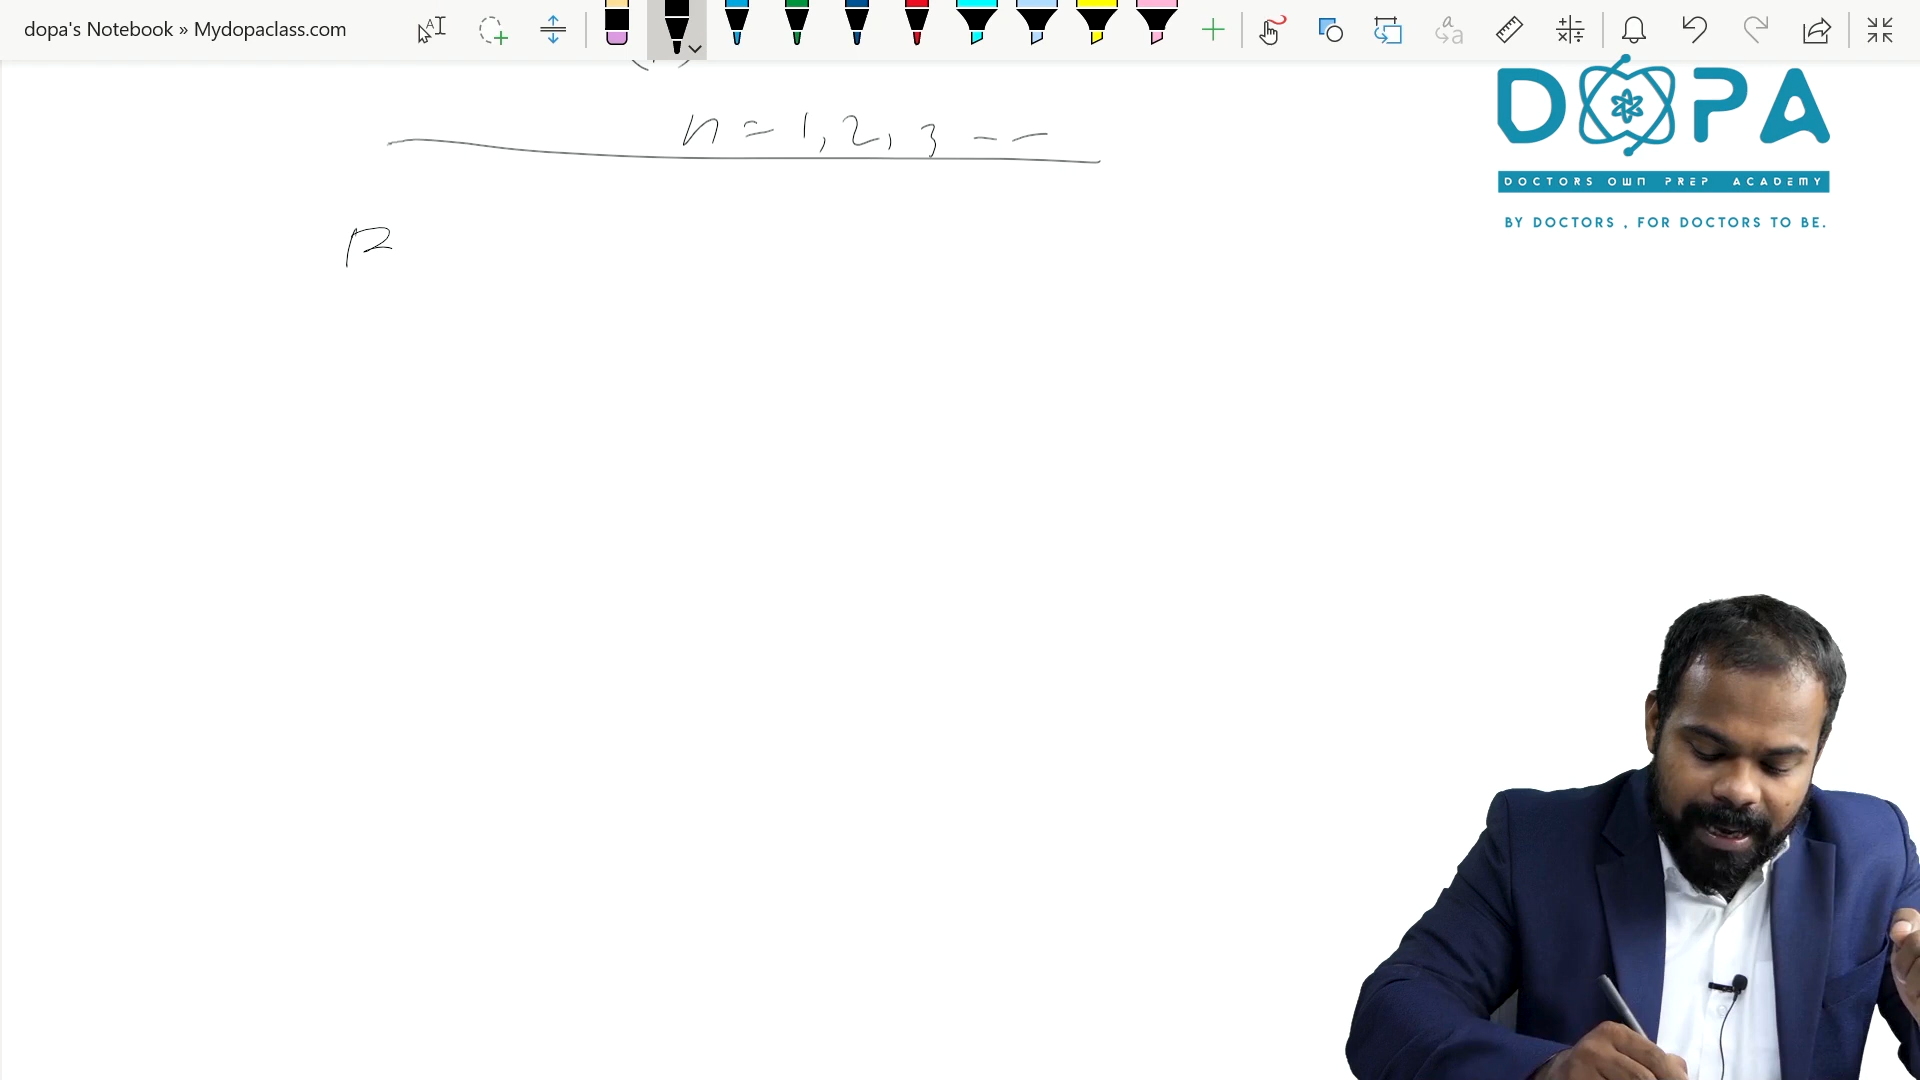 dopa's Notebook » Mydopaclass.com
n = 1, 2, 3 --
DOPA
DOCTORS OWN PREP ACADEMY
BY DOCTORS , FOR DOCTORS TO BE.